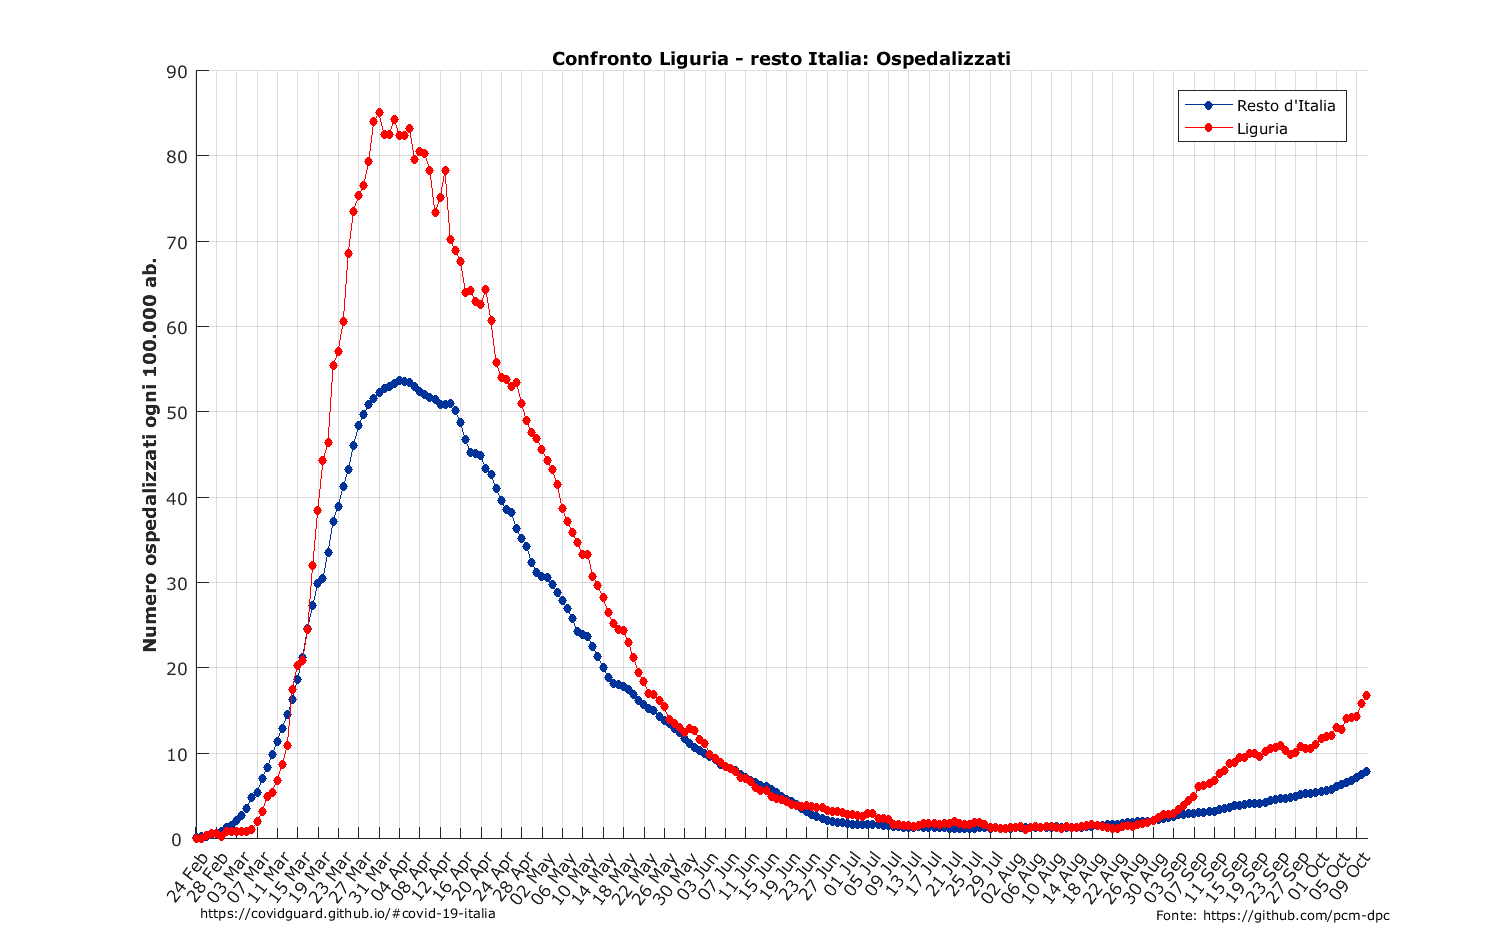 Confronto Liguria - resto Italia: Ospedalizzati
Numero ospedalizzati ogni 100.000 ab.
90
80
70
60
50
40
30
20
10
0
Resto d'Italia
Liguria
24 Feb
28 Feb
03 Mar
07 Mar
11 Mar
15 Mar
19 Mar
23 Mar
27 Mar
31 Mar
04 Apr
08 Apr
12 Apr
16 Apr
20 Apr
24 Apr
28 Apr
02 May
06 May
10 May
14 May
18 May
22 May
26 May
30 May
03 Jun
07 Jun
11 Jun
15 Jun
19 Jun
23 Jun
27 Jun
01 Jul
05 Jul
09 Jul
13 Jul
17 Jul
21 Jul
25 Jul
29 Jul
02 Aug
06 Aug
10 Aug
14 Aug
18 Aug
22 Aug
26 Aug
30 Aug
03 Sep
07 Sep
11 Sep
15 Sep
19 Sep
23 Sep
27 Sep
01 Oct
05 Oct
09 Oct
https://covidguard.github.io/#covid-19-italia
Fonte: https://github.com/pcm-dpc